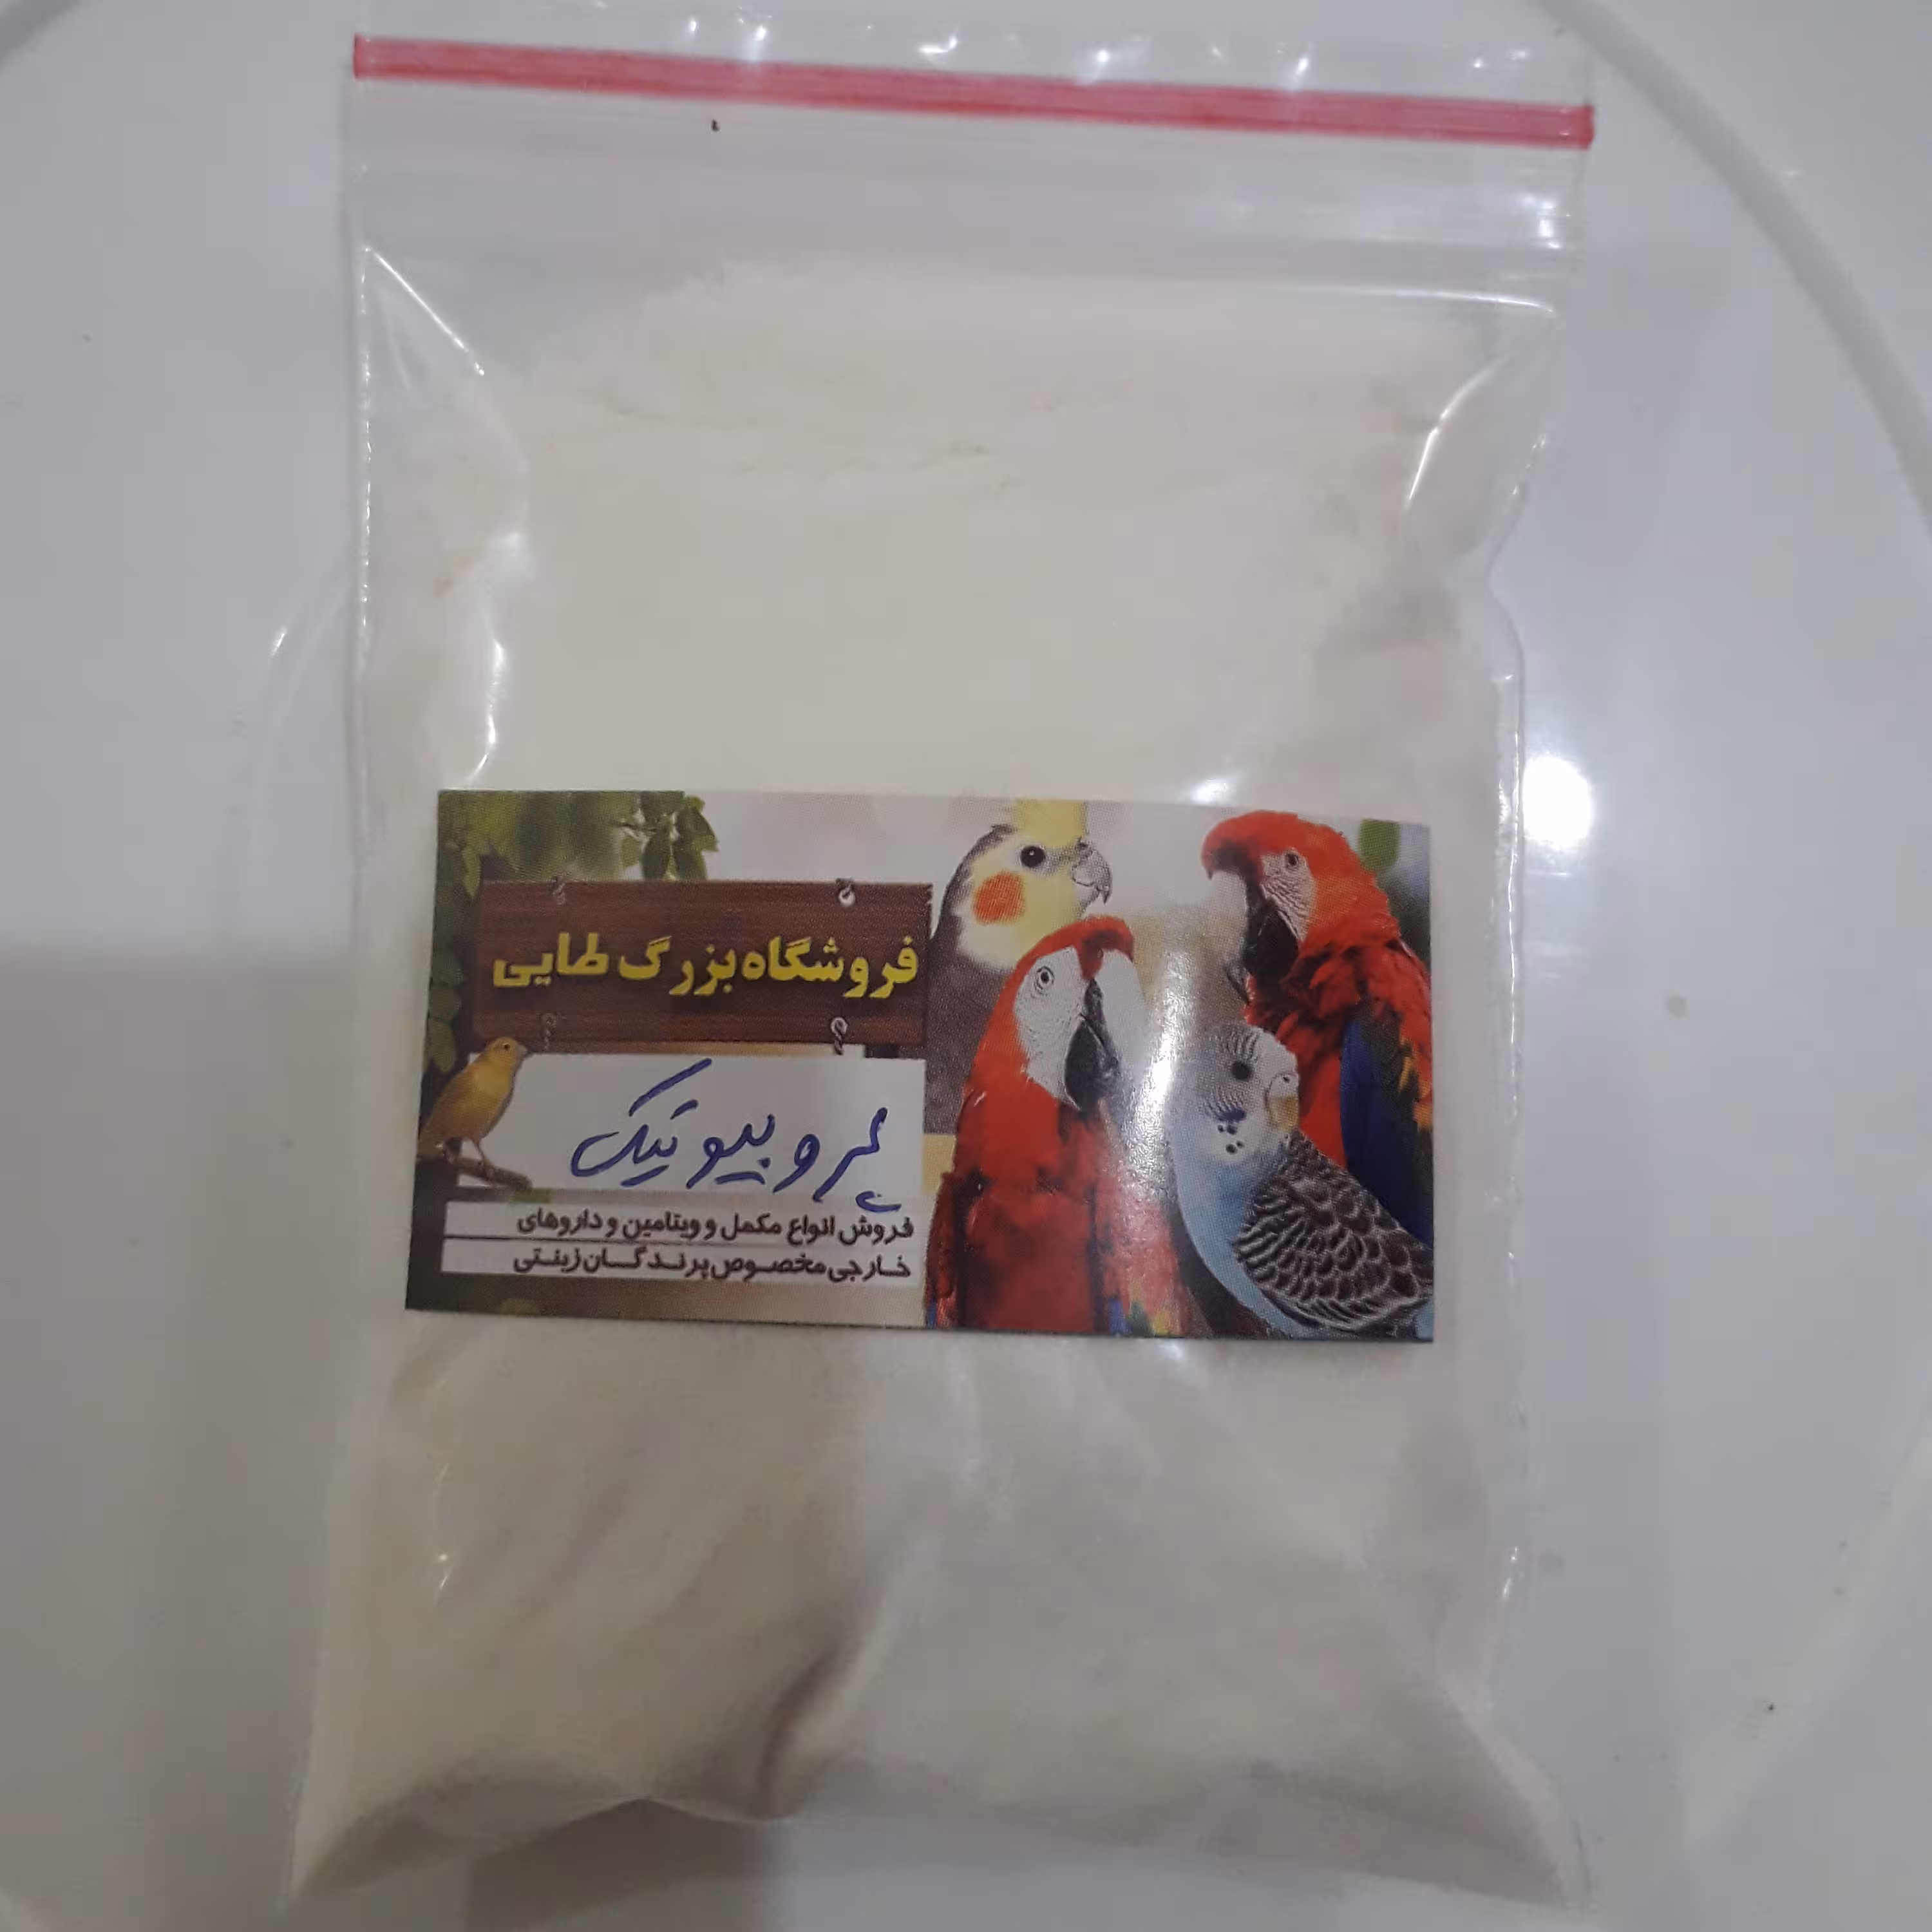 فروشگاه بزرگ طایی
پروبیوتیک
فروش انواع مکمل و ویتامین و داروهای
خارجی مخصوص پرندگان زینتی